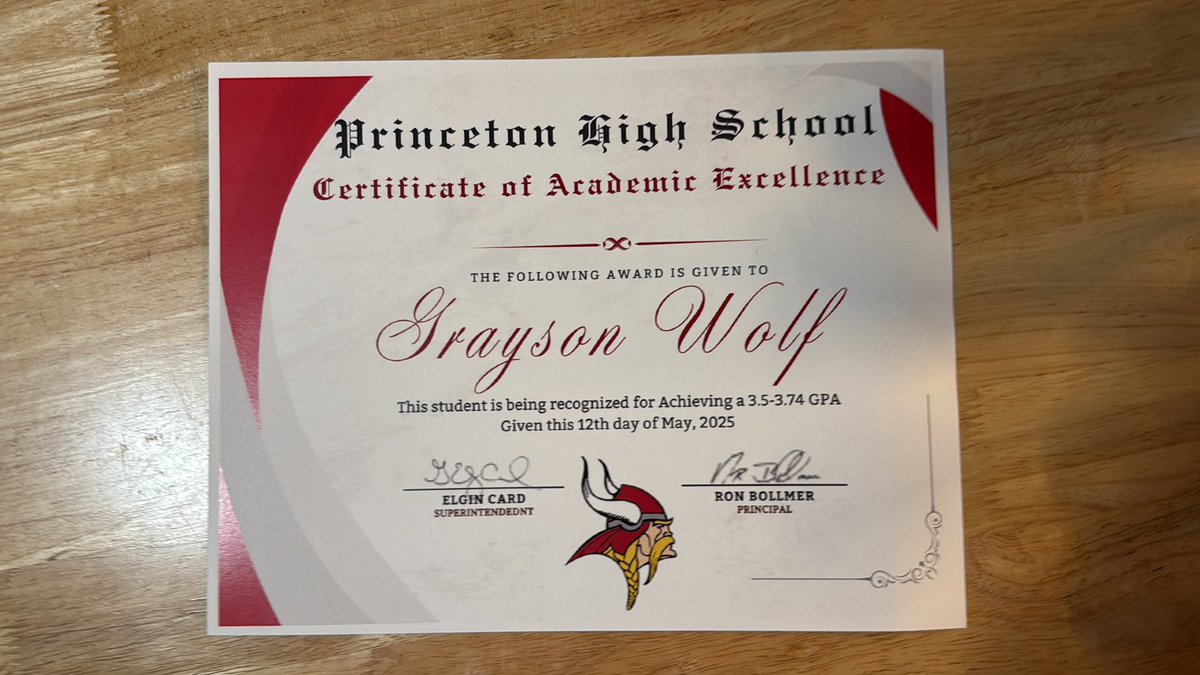 Princeton High School
Certificate of Academic Excellence
THE FOLLOWING AWARD IS GIVEN TO
Grayson Wolf
This student is being recognized for Achieving a 3.5-3.74 GPA
Given this 12th day of May, 2025
ELGIN CARD
SUPERINTENDEDNT
RON BOLLMER
PRINCIPAL